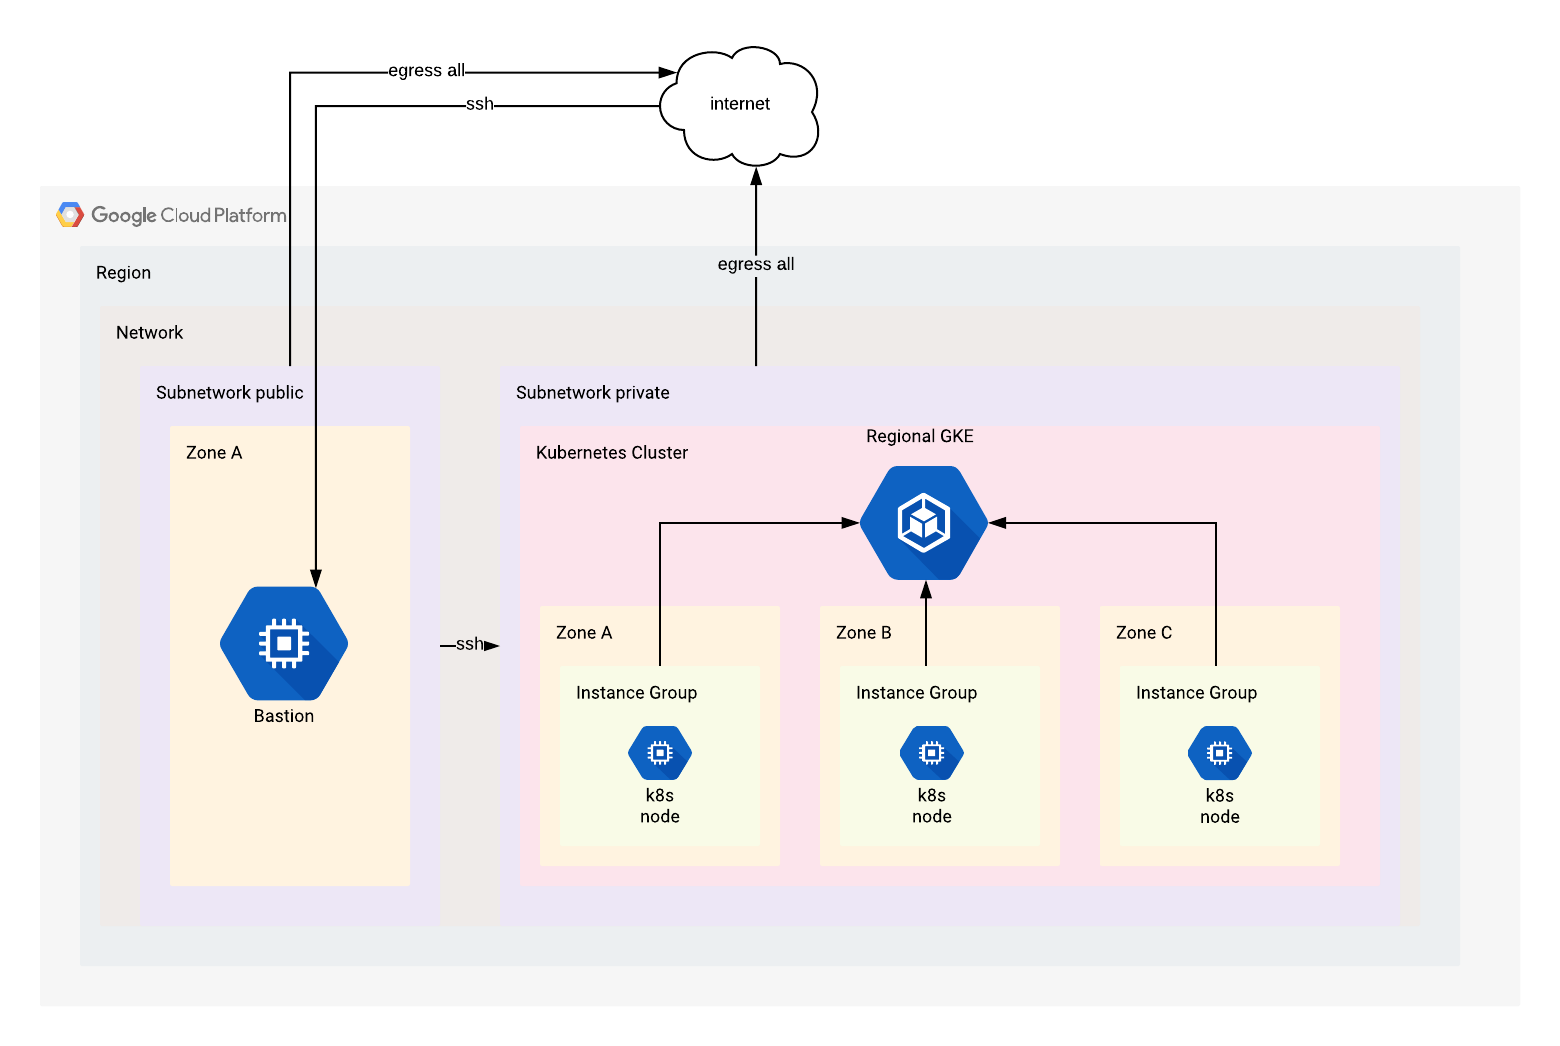 egress all
ssh
internet
Google Cloud Platform
Region
egress all
Network
Subnetwork public
Subnetwork private
Zone A
Kubernetes Cluster
Regional GKE
Bastion
ssh
Zone A
Zone B
Zone C
Instance Group
Instance Group
Instance Group
k8s
node
k8s
node
k8s
node